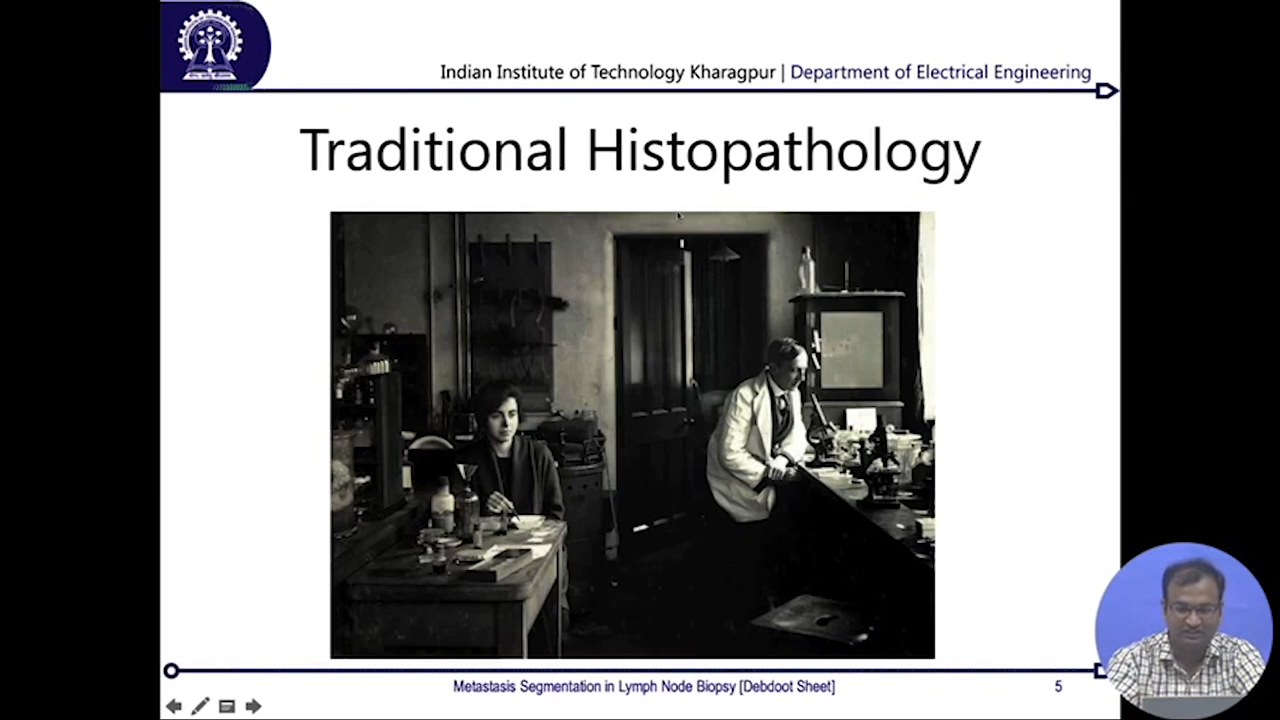 Indian Institute of Technology Kharagpur | Department of Electrical Engineering
Traditional Histopathology
Metastasis Segmentation in Lymph Node Biopsy [Debdoot Sheet]
5